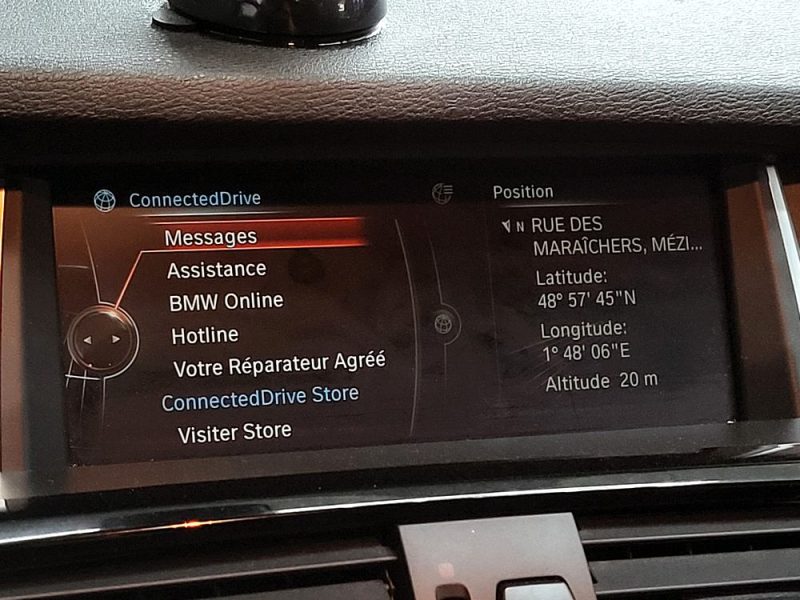 ConnectedDrive
Messages
Assistance
BMW Online
Hotline
Votre Réparateur Agréé
ConnectedDrive Store
Visiter Store
Position
N RUE DES
MARAÎCHERS, MÉZI...
Latitude:
48° 57' 45"N
Longitude:
1° 48' 06"E
Altitude 20 m